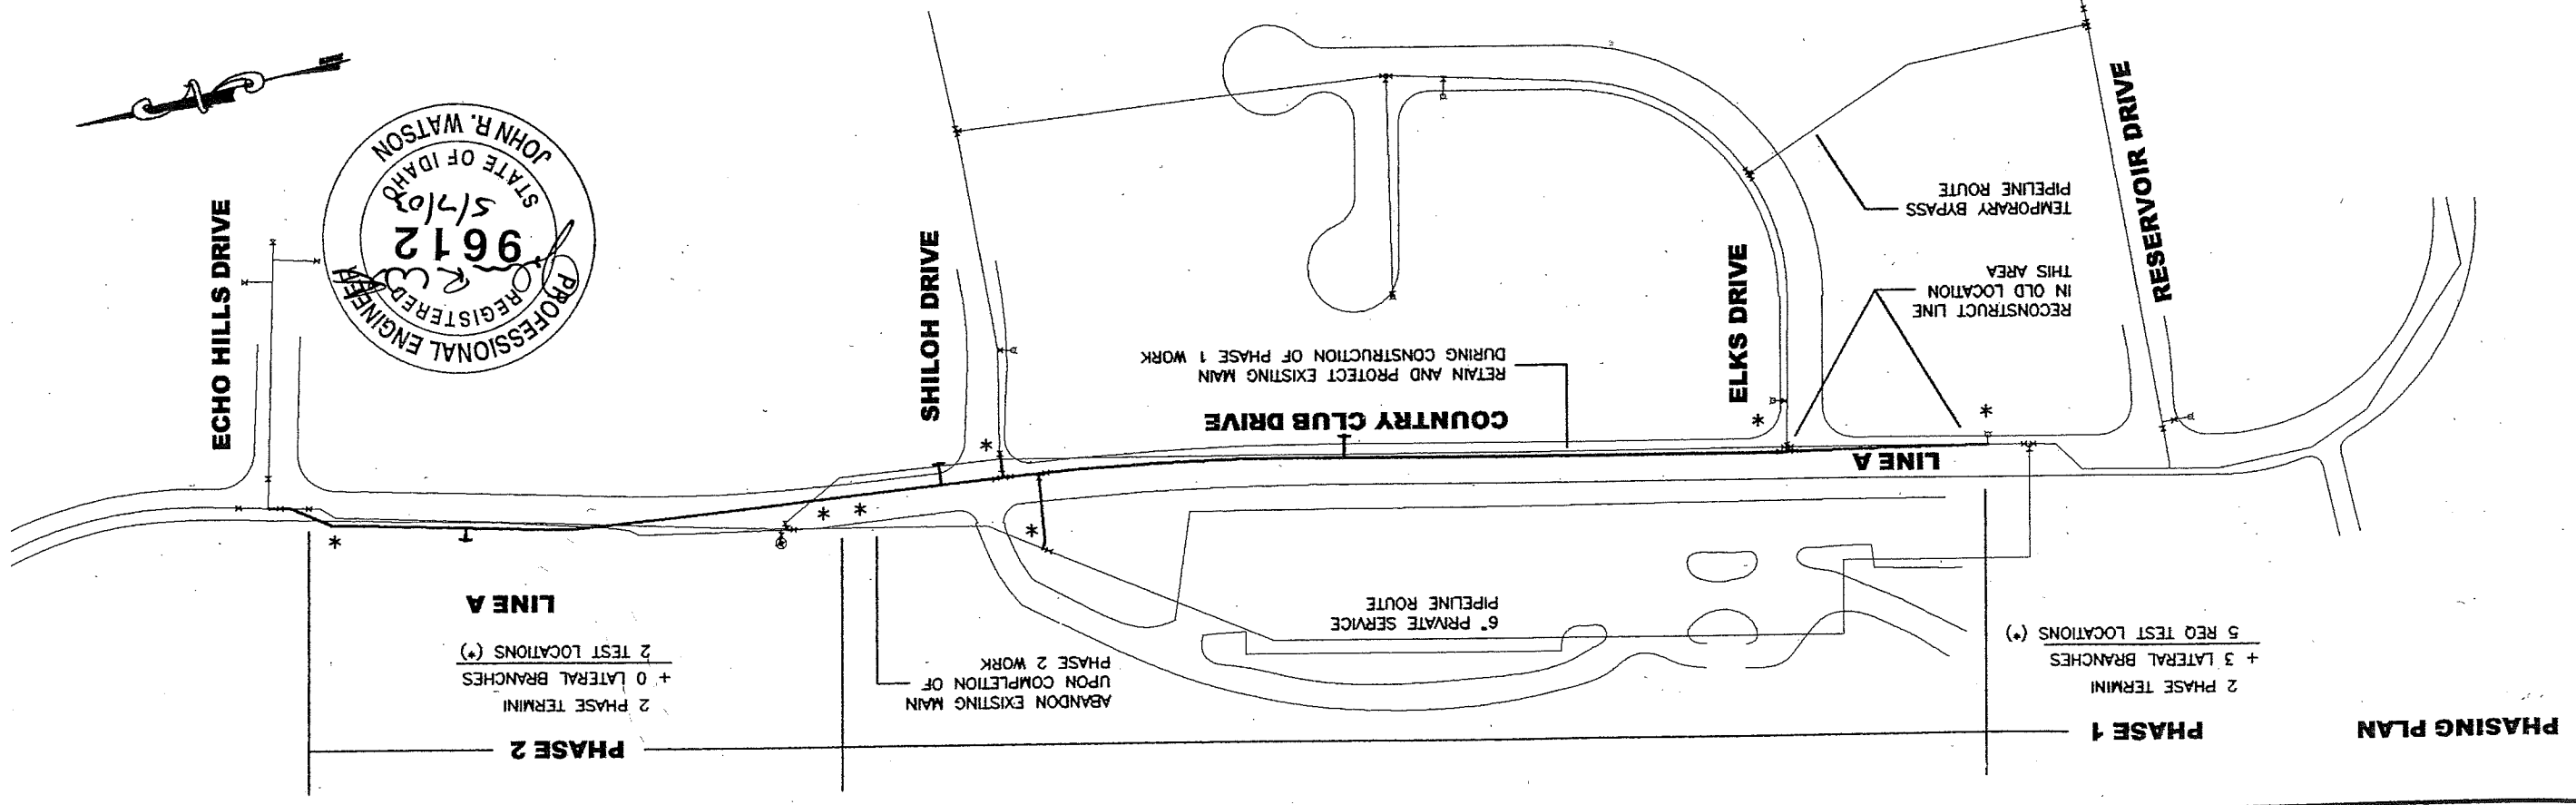 PHASING PLAN
PHASE 1
2 PHASE TERMINI
+ 3 LATERAL BRANCHES
5 REQ TEST LOCATIONS (*)
PHASE 2
2 PHASE TERMINI
+ 0 LATERAL BRANCHES
2 TEST LOCATIONS (*)
LINE A
ABANDON EXISTING MAIN
UPON COMPLETION OF
PHASE 2 WORK
6" PRIVATE SERVICE
PIPELINE ROUTE
LINE A
COUNTRY CLUB DRIVE
RETAIN AND PROTECT EXISTING MAIN
DURING CONSTRUCTION OF PHASE 1 WORK
RECONSTRUCT LINE
IN OLD LOCATION
THIS AREA
TEMPORARY BYPASS
PIPELINE ROUTE
RESERVOIR DRIVE
ELKS DRIVE
SHILOH DRIVE
ECHO HILLS DRIVE
PROFESSIONAL ENGINEER
REGISTERED
9612
5/7/03
STATE OF IDAHO
JOHN R. WATSON